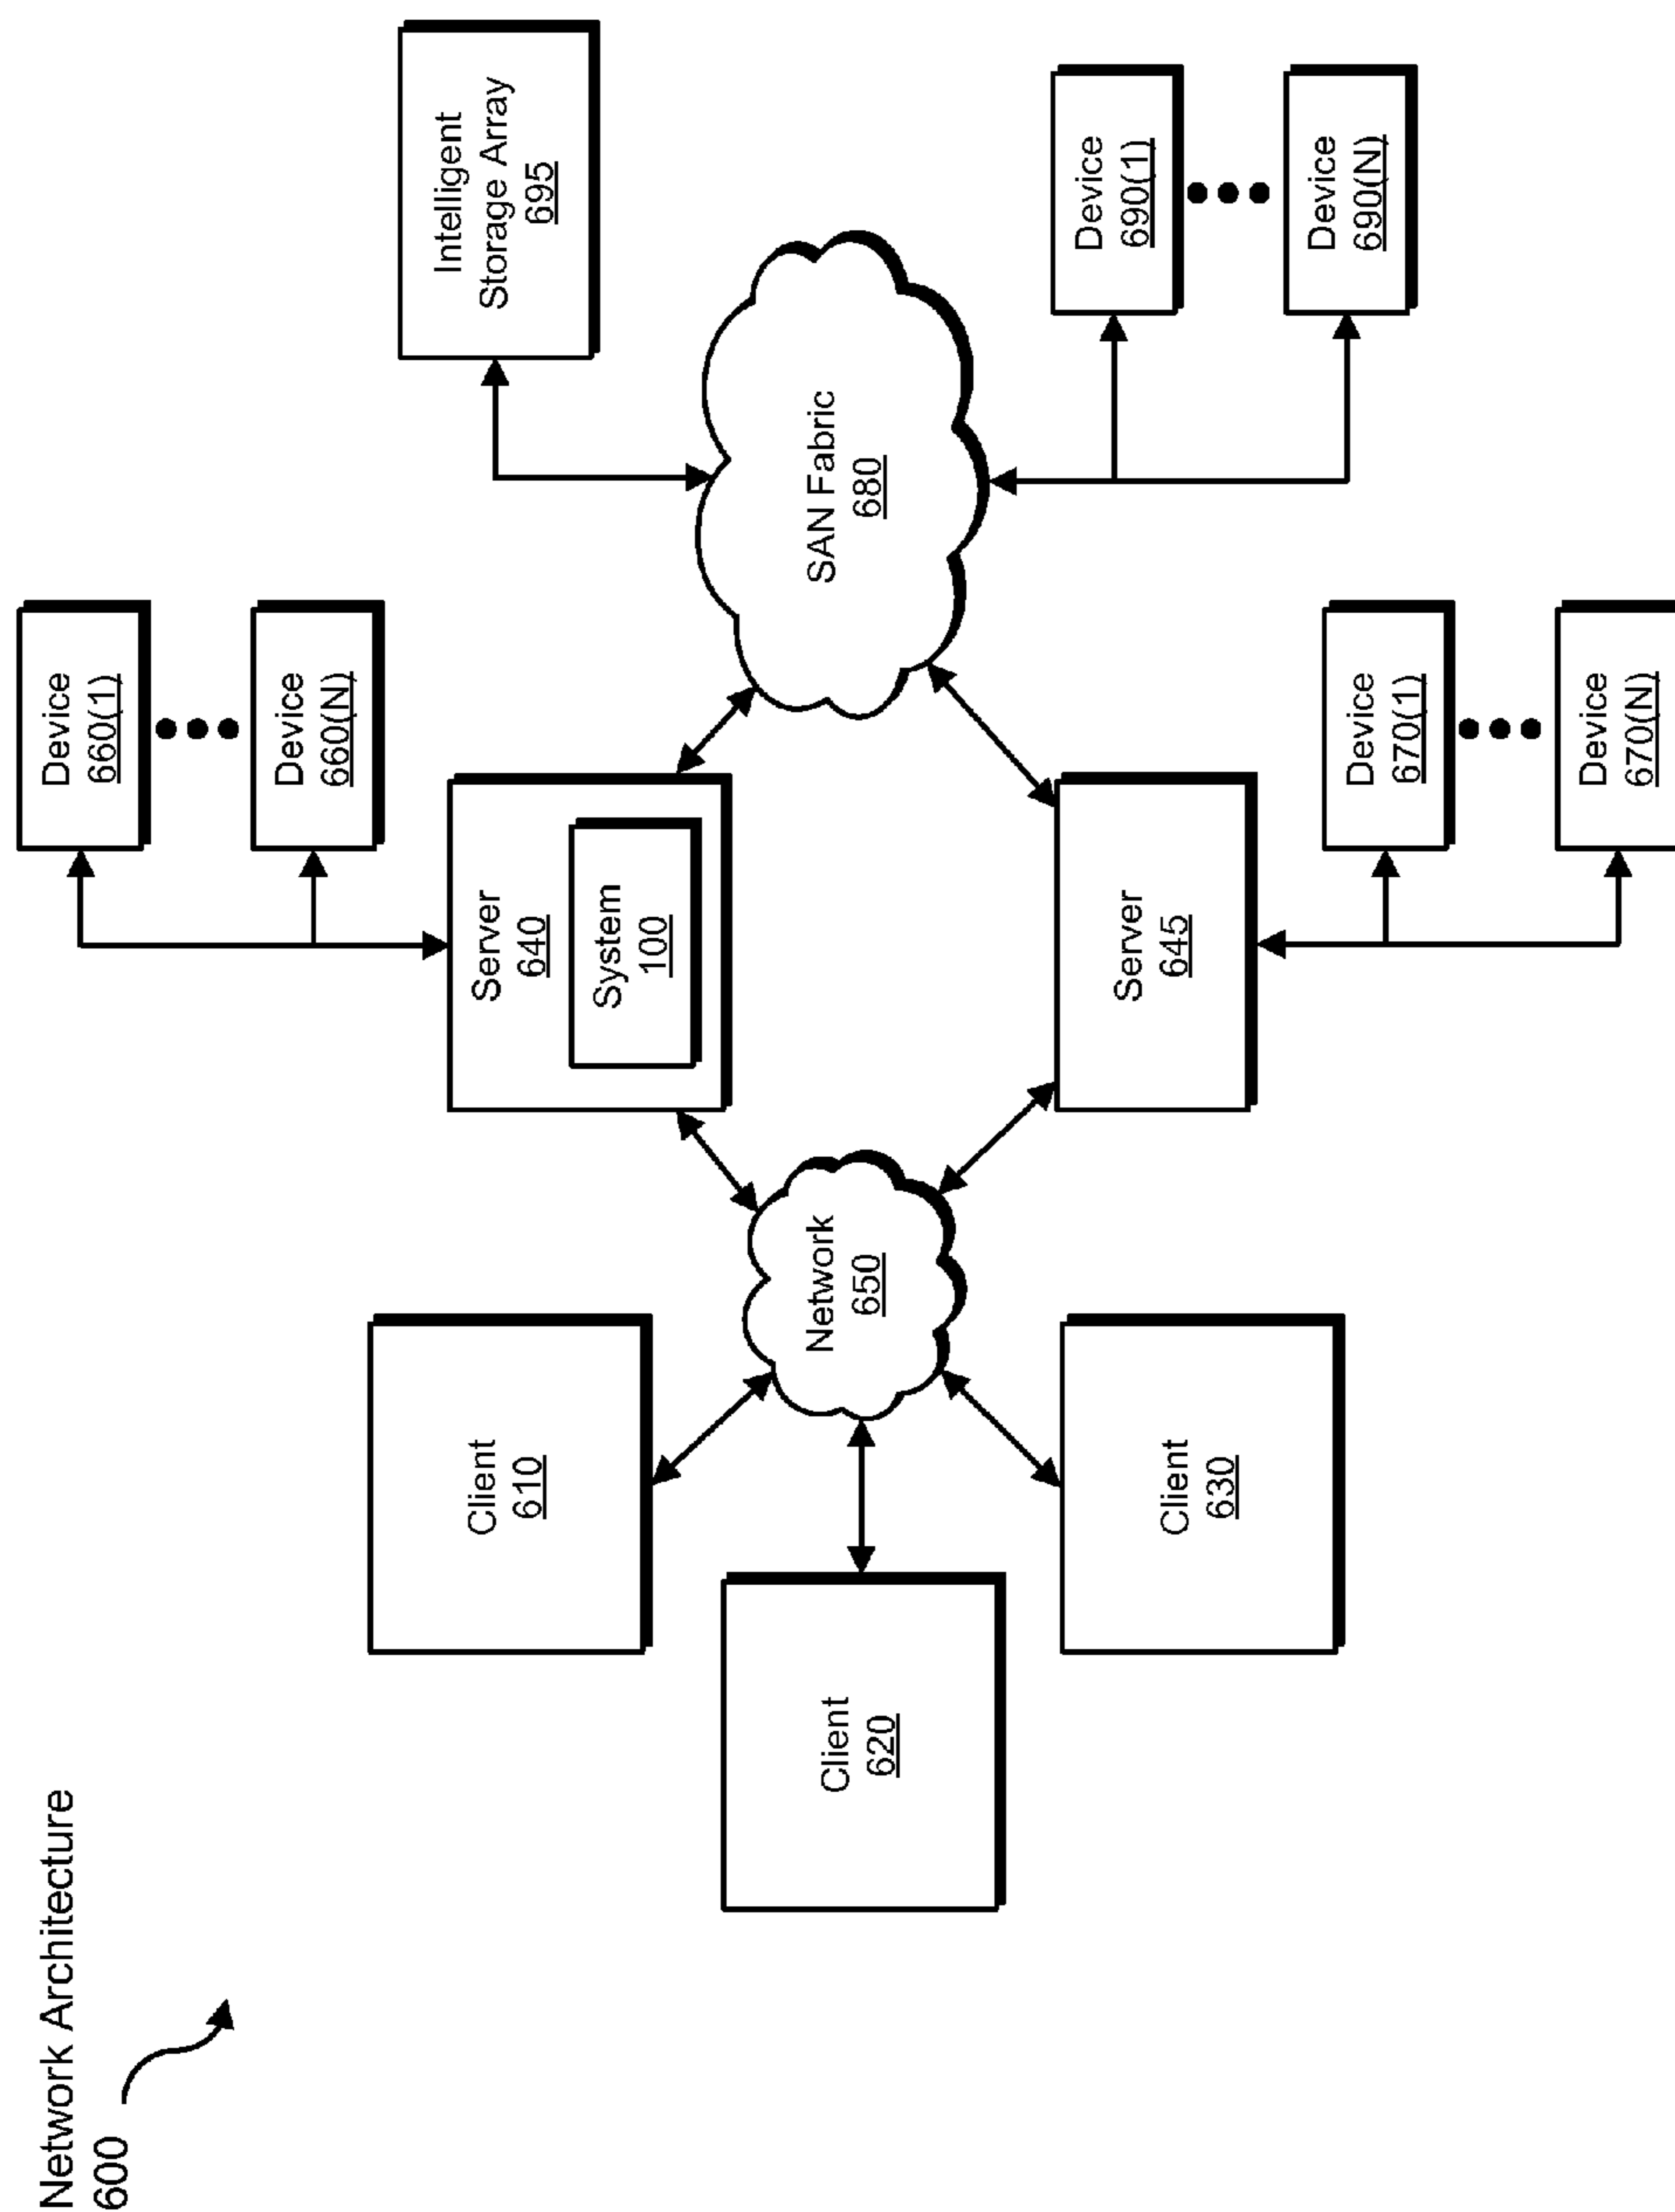 Network Architecture
600
Device
660(1)
Device
660(N)
Intelligent
Storage Array
695
Client
610
Server
640
System
100
Client
620
Network
650
SAN Fabric
680
Client
630
Server
645
Device
690(1)
Device
690(N)
Device
670(1)
Device
670(N)